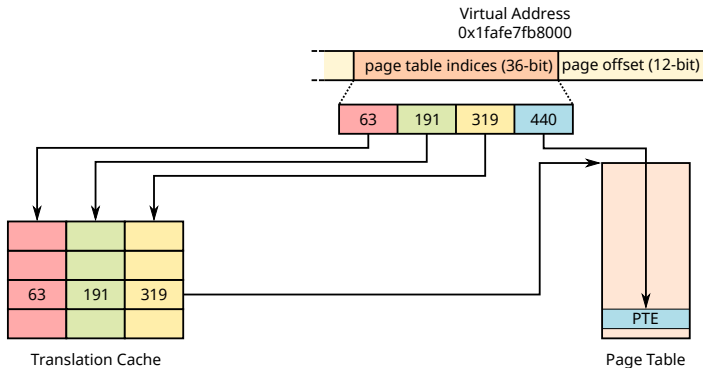 Virtual Address
0x1fafe7fb8000
page table indices (36-bit) page offset (12-bit)
63 191 319 440
63 191 319
PTE
Translation Cache
Page Table